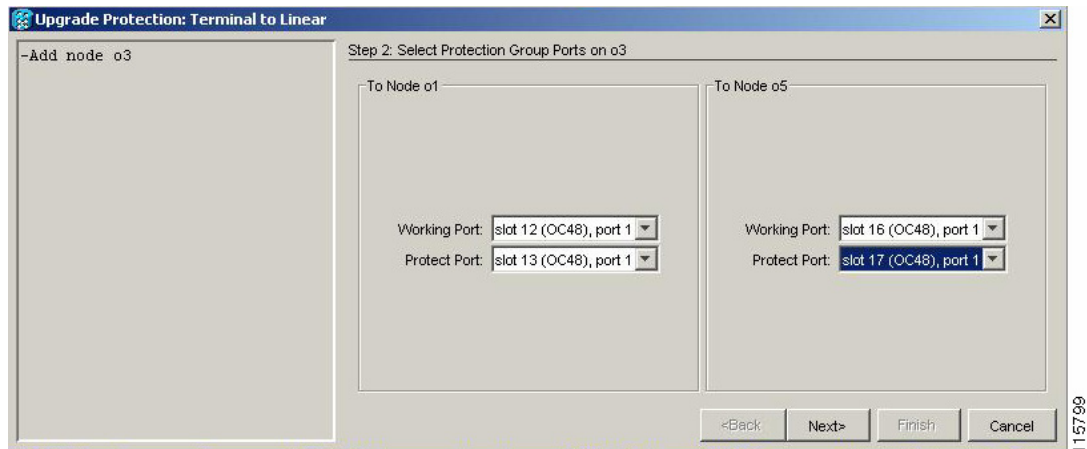 Upgrade Protection: Terminal to Linear
-Add node o3
Step 2: Select Protection Group Ports on o3
To Node o1
Working Port: slot 12 (OC48), port 1
Protect Port: slot 13 (OC48), port 1
To Node o5
Working Port: slot 16 (OC48), port 1
Protect Port: slot 17 (OC48), port 1
<Back Next> Finish Cancel
115799